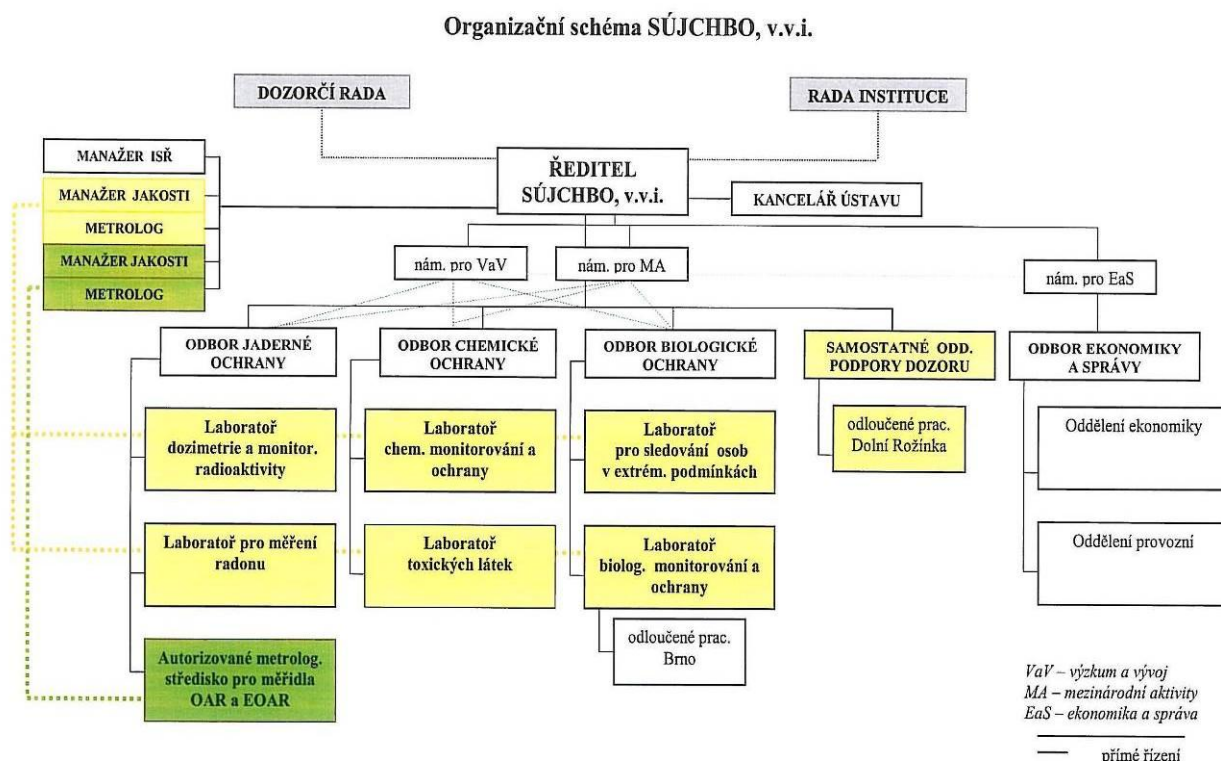 Organizační schéma SÚJCHBO, v.v.i.
DOZORČÍ RADA
RADA INSTITUCE
MANAŽER ISŘ
MANAŽER JAKOSTI
METROLOG
MANAŽER JAKOSTI
METROLOG
ŘEDITEL
SÚJCHBO, v.v.i.
KANCELÁŘ ÚSTAVU
nám. pro VaV
nám. pro MA
nám. pro EaS
ODBOR JADERNÉ
OCHRANY
ODBOR CHEMICKÉ
OCHRANY
ODBOR BIOLOGICKÉ
OCHRANY
SAMOSTATNÉ ODD.
PODPORY DOZORU
ODBOR EKONOMIKY
A SPRÁVY
Laboratoř
dozimetrie a monitor.
radioaktivity
Laboratoř
chem. monitorování a
ochrany
Laboratoř
pro sledování osob
v extrém. podmínkách
odloučené prac.
Dolní Rožínka
Oddělení ekonomiky
Laboratoř pro měření
radonu
Laboratoř
toxických látek
Laboratoř
biolog. monitorování a
ochrany
Oddělení provozní
odloučené prac.
Brno
Autorizované metrolog.
středisko pro měřidla
OAR a EOAR
VaV – výzkum a vývoj
MA – mezinárodní aktivity
EaS – ekonomika a správa
přímé řízení